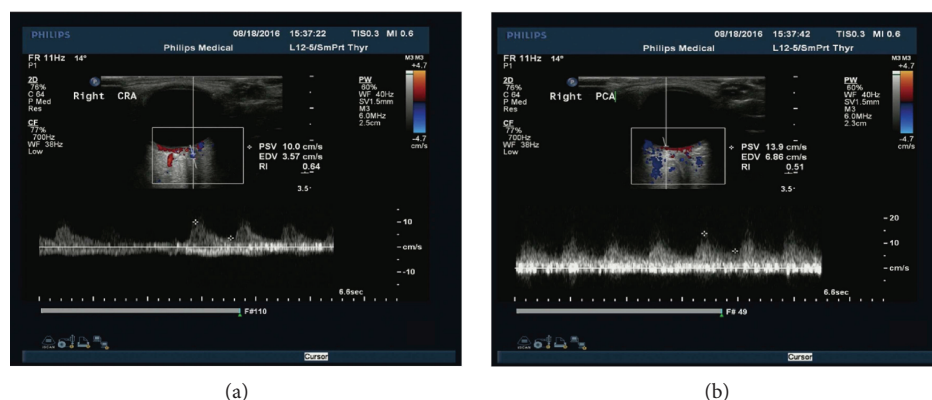 PHILIPS 08/18/2016 15:37:22 TIS0.3 MI 0.6
Philips Medical L12-5/SmPrt Thyr
FR 11Hz 14°
P1
2D
76%
C 64
P Med
Res
CF
77%
700Hz
WF 38Hz
Low
Right CRA
M3 M3
+4.7
-4.7
cm/s
PW
60%
WF 40Hz
SV1.5mm
M3
6.0MHz
2.5cm
PSV 10.0 cm/s
EDV 3.57 cm/s
RI 0.64
3.5
10
cm/s
-10
6.6sec
F#110
Cursor
(a)
PHILIPS 08/18/2016 15:37:42 TIS0.3 MI 0.6
Philips Medical L12-5/SmPrt Thyr
FR 11Hz 14°
P1
2D
76%
C 64
P Med
Res
CF
77%
700Hz
WF 38Hz
Low
Right PCA
M3 M3
+4.7
-4.7
cm/s
PW
60%
WF 40Hz
SV1.5mm
M3
6.0MHz
2.3cm
PSV 13.9 cm/s
EDV 6.86 cm/s
RI 0.51
3.5
20
10
cm/s
6.6sec
F# 49
Cursor
(b)